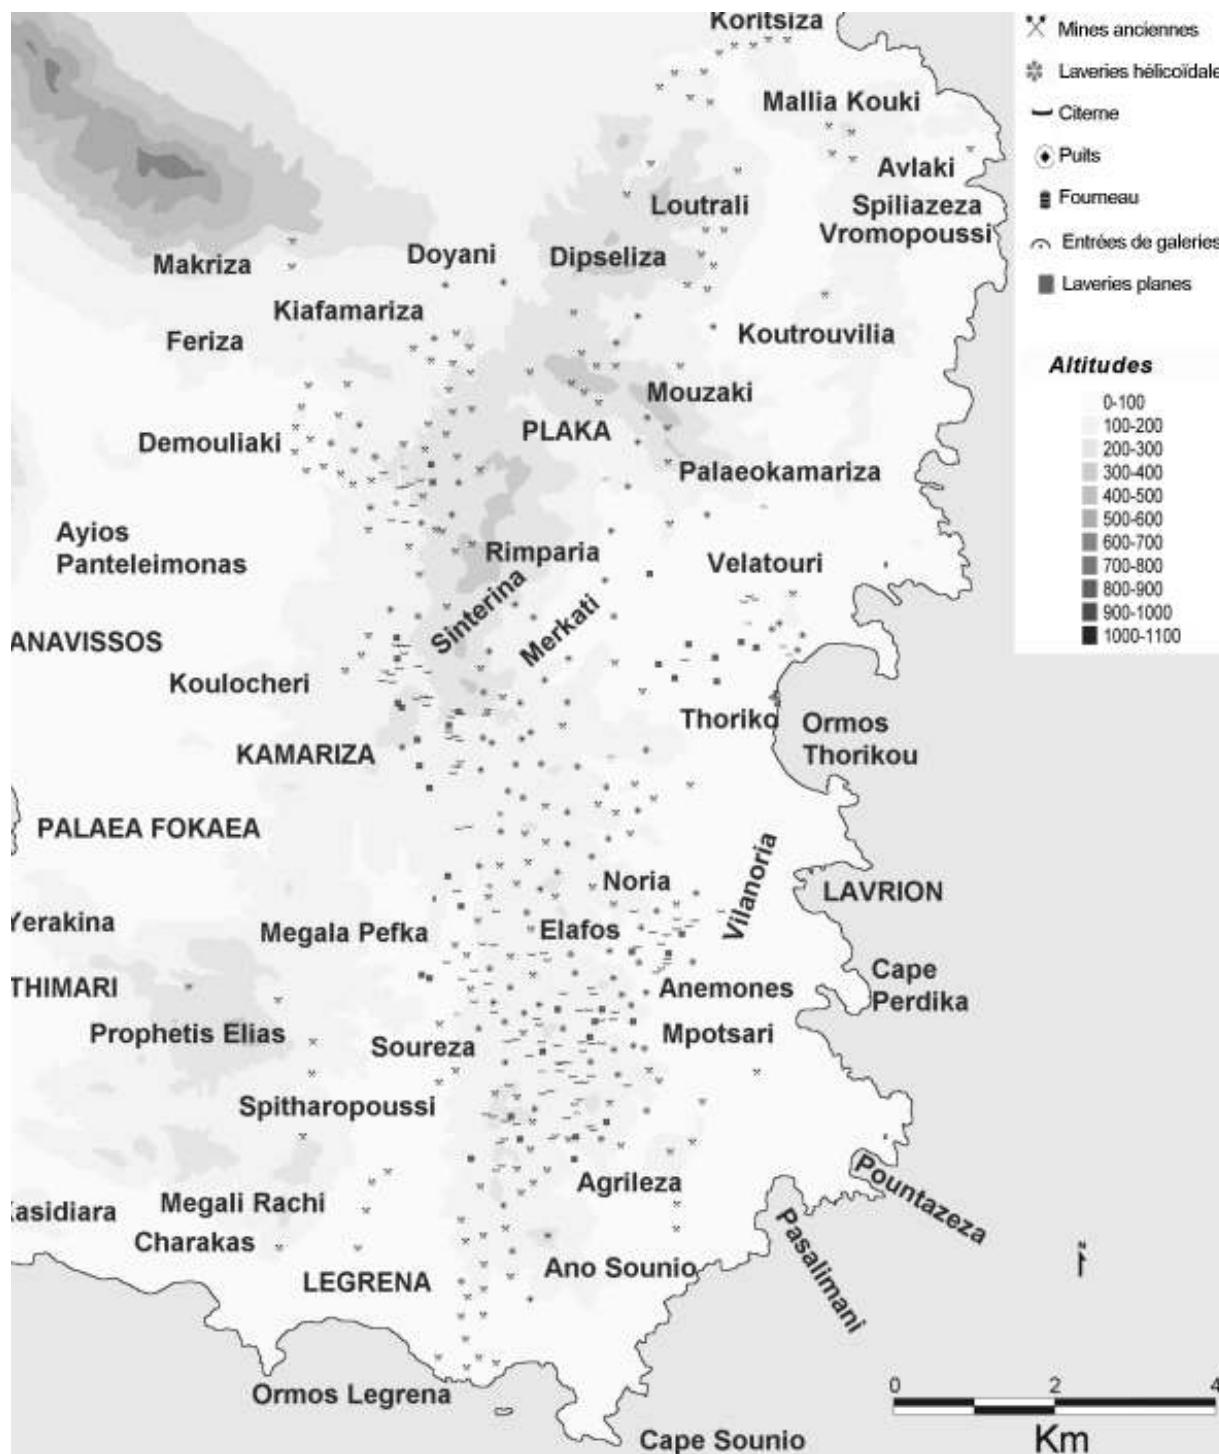 Koritsiza
Mines anciennes
Laveries hélicoïdale
Mallia Kouki
Citerne
Puits
Avlaki
Loutrali
Spiliazeza
Fourneau
Vromopoussi
Doyani
Dipseliza
Entrées de galeries
Makriza
Laveries planes
Kiafamariza
Feriza
Koutrouvilia
Altitudes
Mouzaki
0-100
100-200
200-300
300-400
400-500
500-600
600-700
700-800
800-900
900-1000
1000-1100
Demouliaki
PLAKA
Palaeokamariza
Ayios
Panteleimonas
Rimparia
Velatouri
Sinterina
Merkati
ANAVISSOS
Koulocheri
Thoriko
Ormos
Thorikou
KAMARIZA
PALAEA FOKAEA
Noria
Vilanoria
LAVRION
Yerakina
Megala Pefka
Elafos
THIMARI
Anemones
Cape
Perdika
Prophetis Elias
Soureza
Mpotsari
Spitharopoussi
Agrileza
Pountazeza
asidiara
Megali Rachi
Charakas
Pasalimani
N
LEGRENA
Ano Sounio
Ormos Legrena
0 2 4
Km
Cape Sounio